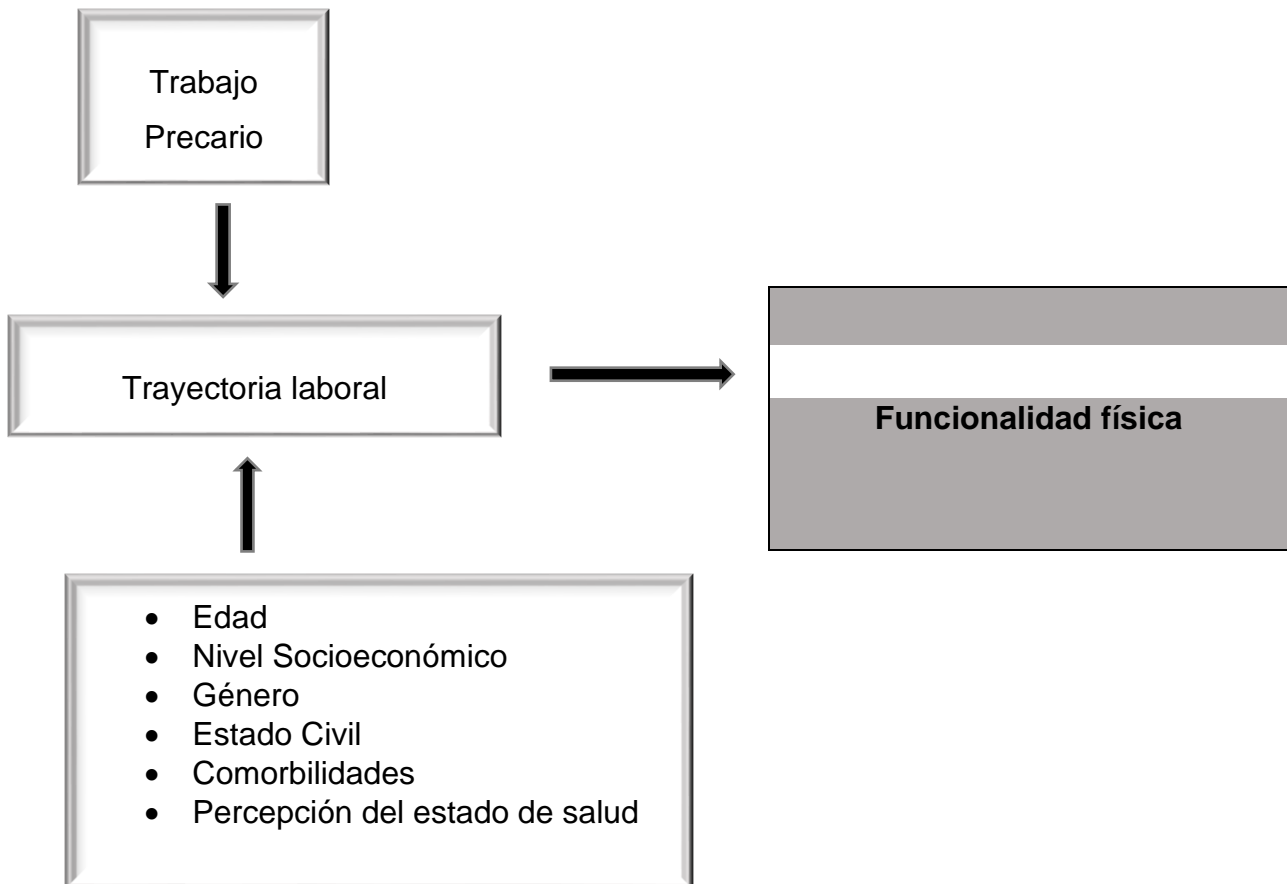 Trabajo
Precario
Trayectoria laboral
Funcionalidad física
• Edad
• Nivel Socioeconómico
• Género
• Estado Civil
• Comorbilidades
• Percepción del estado de salud